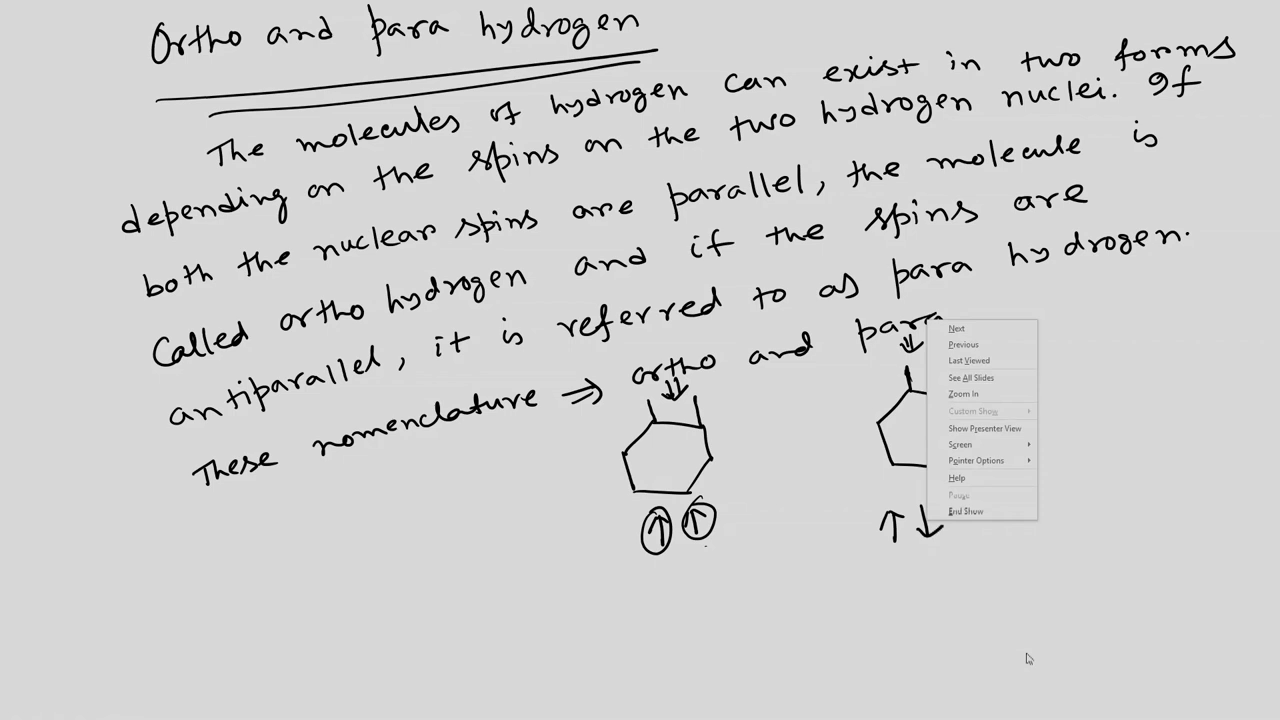 Ortho and para hydrogen
The molecules of hydrogen can exist in two forms
depending on the spins on the two hydrogen nuclei. If
both the nuclear spins are parallel, the molecule is
called ortho hydrogen and if the spins are
antiparallel, it is referred to as para hydrogen.
These nomenclature ⇒ ortho and para
↓↓ ↓↓
↑ ↑ ↑ ↓
Next
Previous
Last Viewed
See All Slides
Zoom In
Custom Show
Show Presenter View
Screen
Pointer Options
Help
Pause
End Show